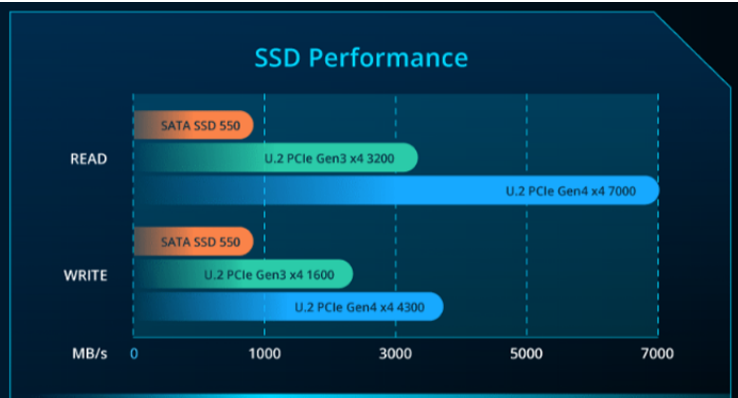 SSD Performance
READ
SATA SSD 550
U.2 PCIe Gen3 x4 3200
U.2 PCIe Gen4 x4 7000
WRITE
SATA SSD 550
U.2 PCIe Gen3 x4 1600
U.2 PCIe Gen4 x4 4300
MB/s 0 1000 3000 5000 7000